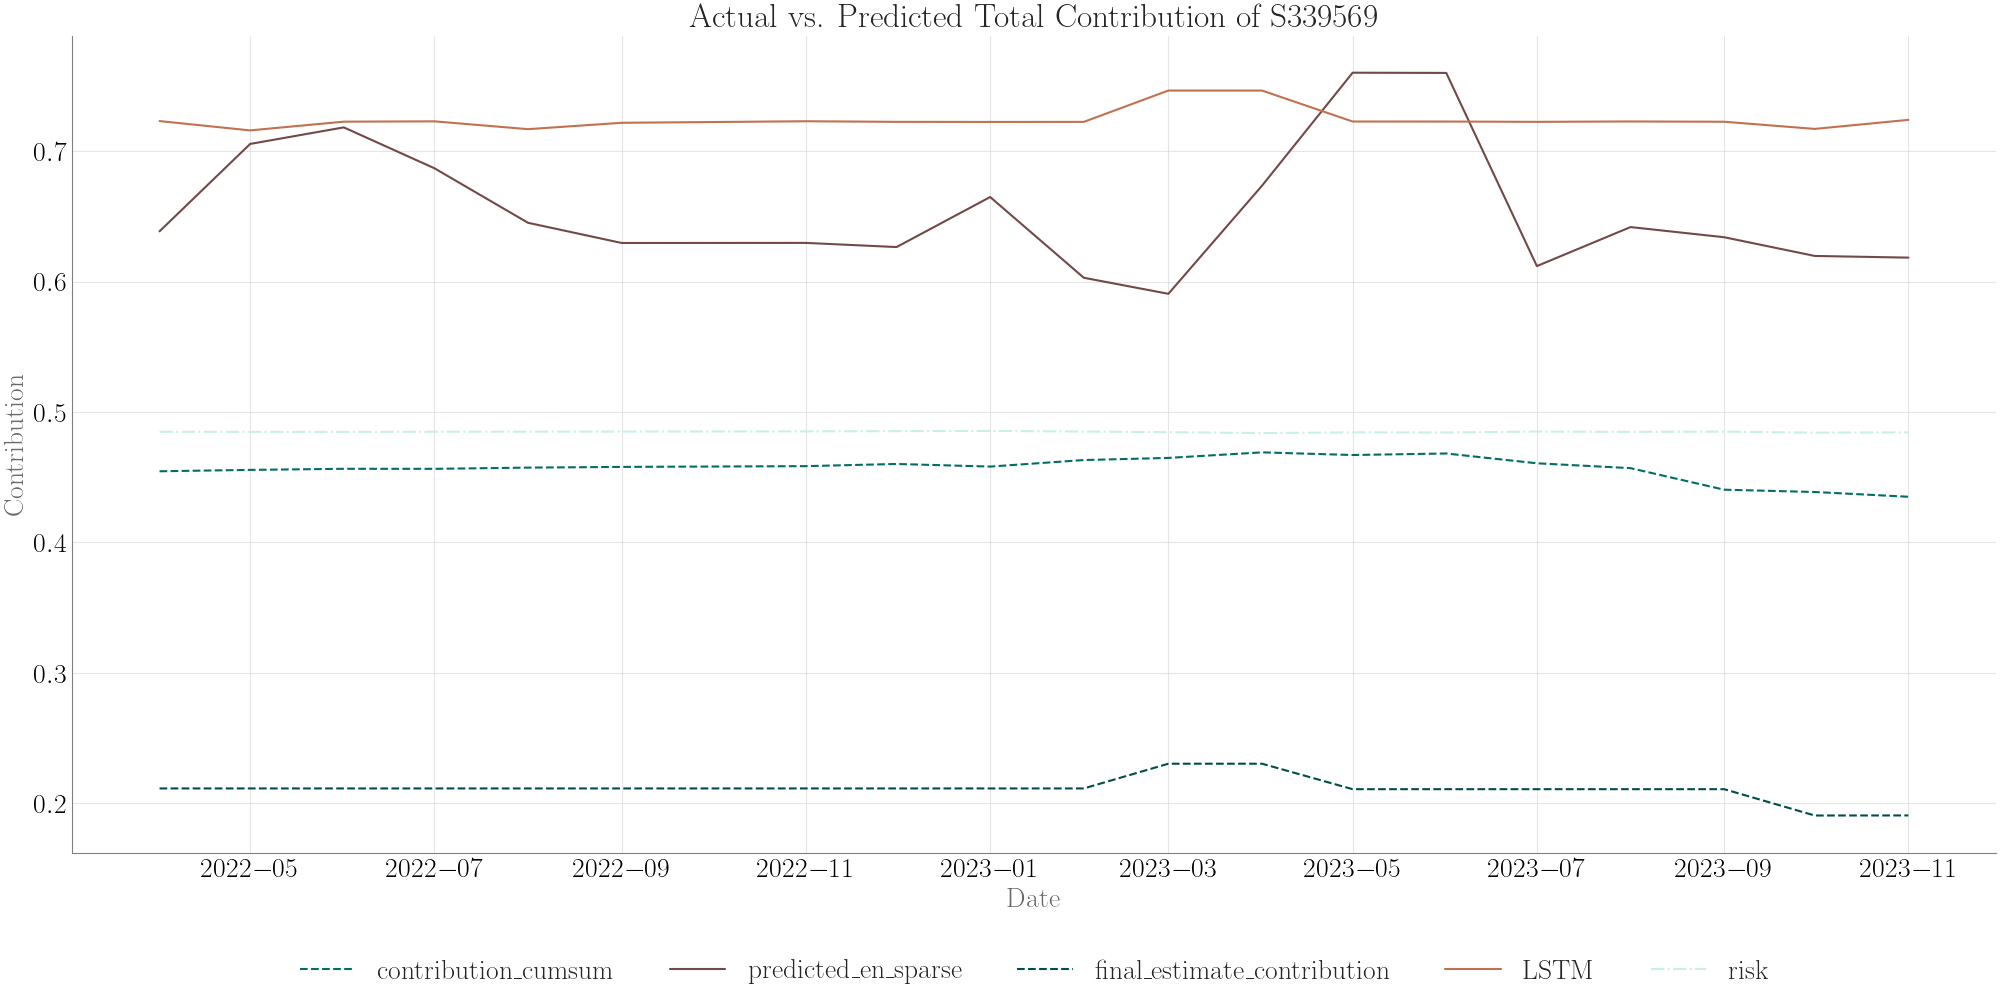 Actual vs. Predicted Total Contribution of S339569
Contribution
0.7
0.6
0.5
0.4
0.3
0.2
2022−05 2022−07 2022−09 2022−11 2023−01 2023−03 2023−05 2023−07 2023−09 2023−11
Date
contribution_cumsum predicted_en_sparse final_estimate_contribution LSTM risk